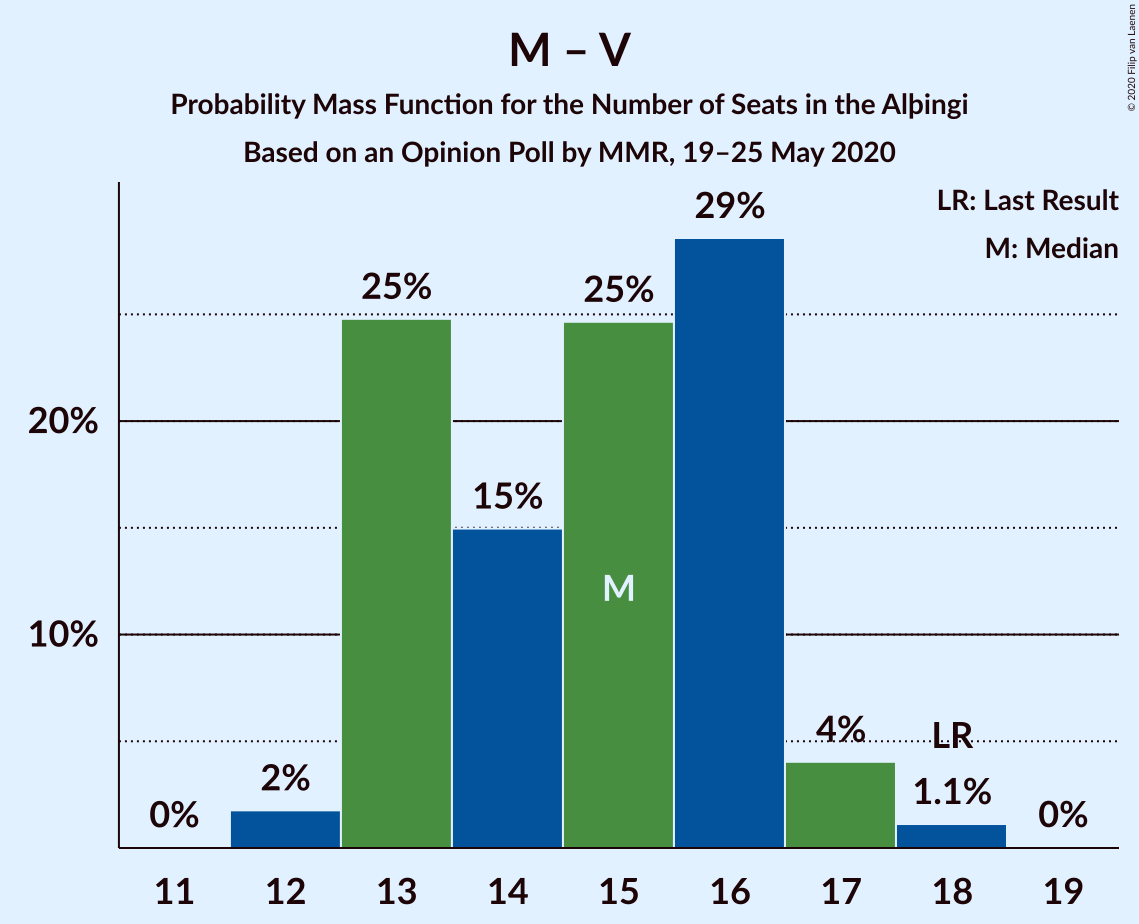 M – V
Probability Mass Function for the Number of Seats in the Alþingi
Based on an Opinion Poll by MMR, 19–25 May 2020
© 2020 Filip van Laenen
LR: Last Result
M: Median
29%
25%
25%
20%
15%
M
10%
4%
LR
2%
1.1%
0%
0%
11 12 13 14 15 16 17 18 19